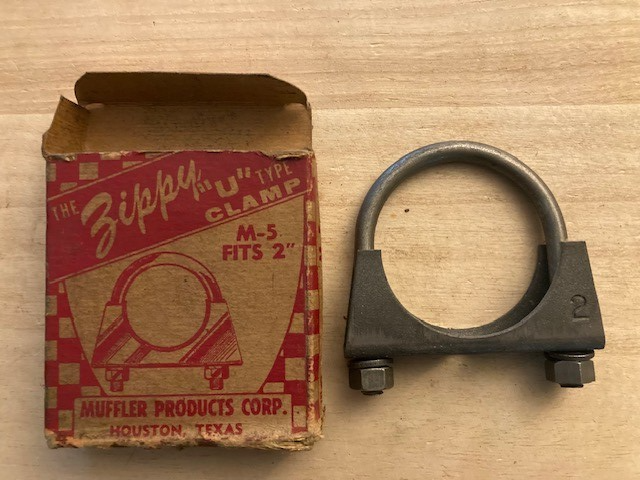 THE Zippy "U" TYPE
CLAMP
M-5
FITS 2"
MUFFLER PRODUCTS CORP.
HOUSTON, TEXAS
2